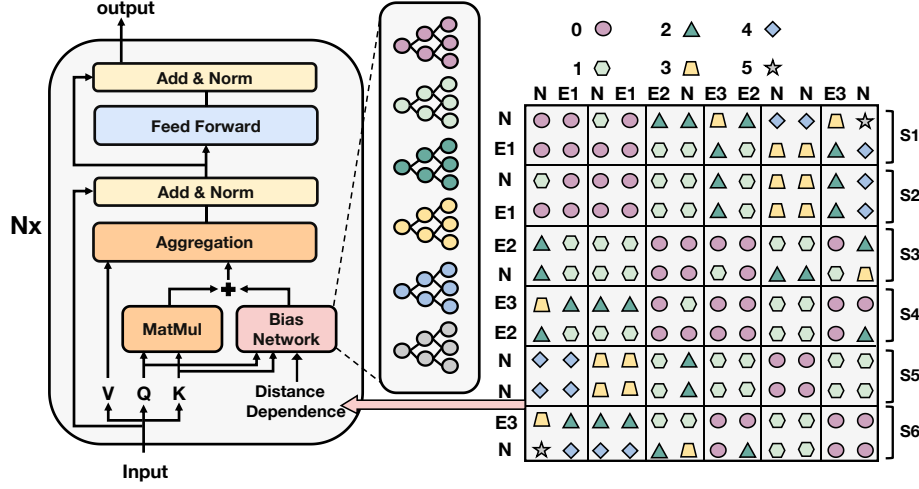 output
Add & Norm
Feed Forward
Add & Norm
Nx
Aggregation
MatMul
Bias
Network
V Q K
Distance
Dependence
Input
0 2 4
1 3 5
N E1 N E1 E2 N E3 E2 N N E3 N
N S1
E1
N S2
E1
E2 S3
N
E3 S4
E2
N S5
N
E3 S6
N